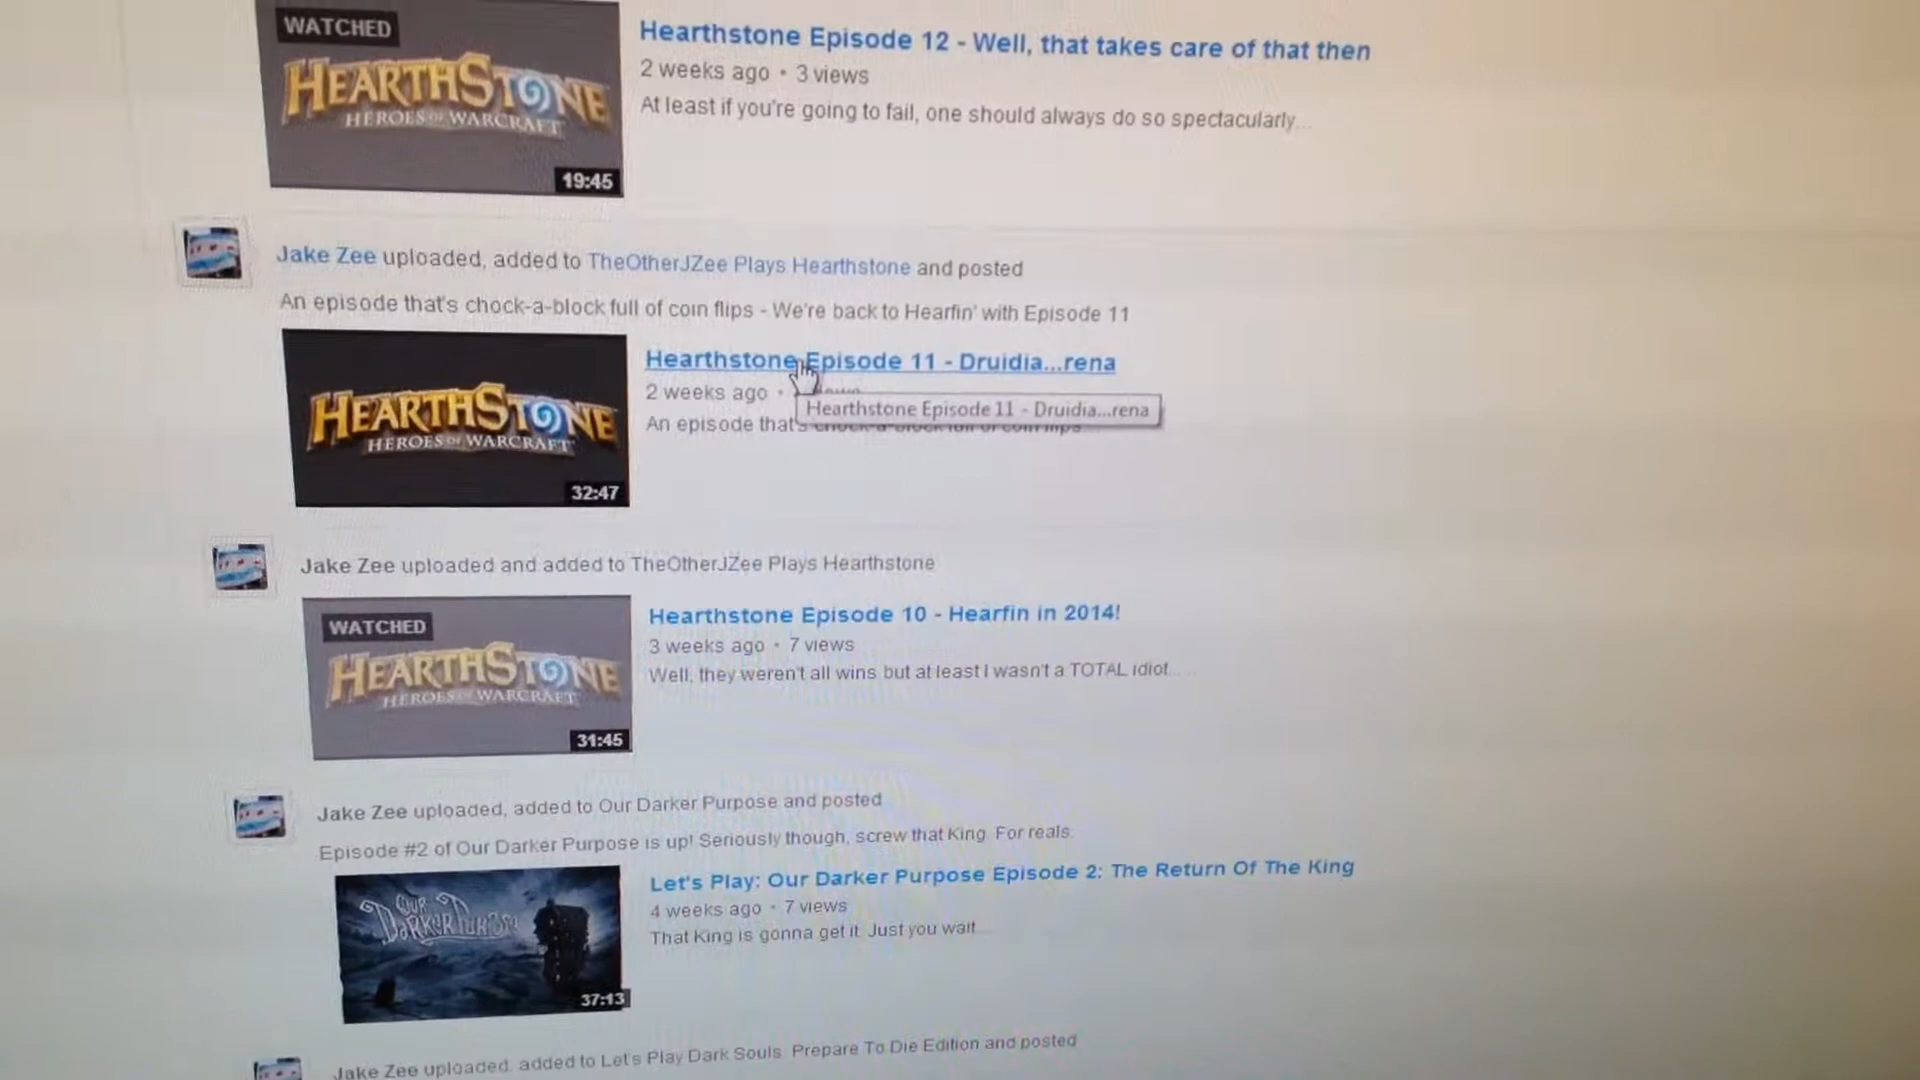 WATCHED
HEARTHSTONE
HEROES OF WARCRAFT
19:45
Hearthstone Episode 12 - Well, that takes care of that then
2 weeks ago • 3 views
At least if you're going to fail, one should always do so spectacularly...
Jake Zee uploaded, added to TheOtherJZee Plays Hearthstone and posted
An episode that's chock-a-block full of coin flips - We're back to Hearfin' with Episode 11
HEARTHSTONE
HEROES OF WARCRAFT
32:47
Hearthstone Episode 11 - Druidia...rena
2 weeks ago •
Hearthstone Episode 11 - Druidia...rena
An episode that's chock-a-block full of coin flips
Jake Zee uploaded and added to TheOtherJZee Plays Hearthstone
WATCHED
HEARTHSTONE
HEROES OF WARCRAFT
31:45
Hearthstone Episode 10 - Hearfin in 2014!
3 weeks ago • 7 views
Well, they weren't all wins but at least I wasn't a TOTAL idiot...
Jake Zee uploaded, added to Our Darker Purpose and posted
Episode #2 of Our Darker Purpose is up! Seriously though, screw that King. For reals.
OUR
DARKER PURPOSE
37:13
Let's Play: Our Darker Purpose Episode 2: The Return Of The King
4 weeks ago • 7 views
That King is gonna get it. Just you wait...
Jake Zee uploaded, added to Let's Play Dark Souls: Prepare To Die Edition and posted